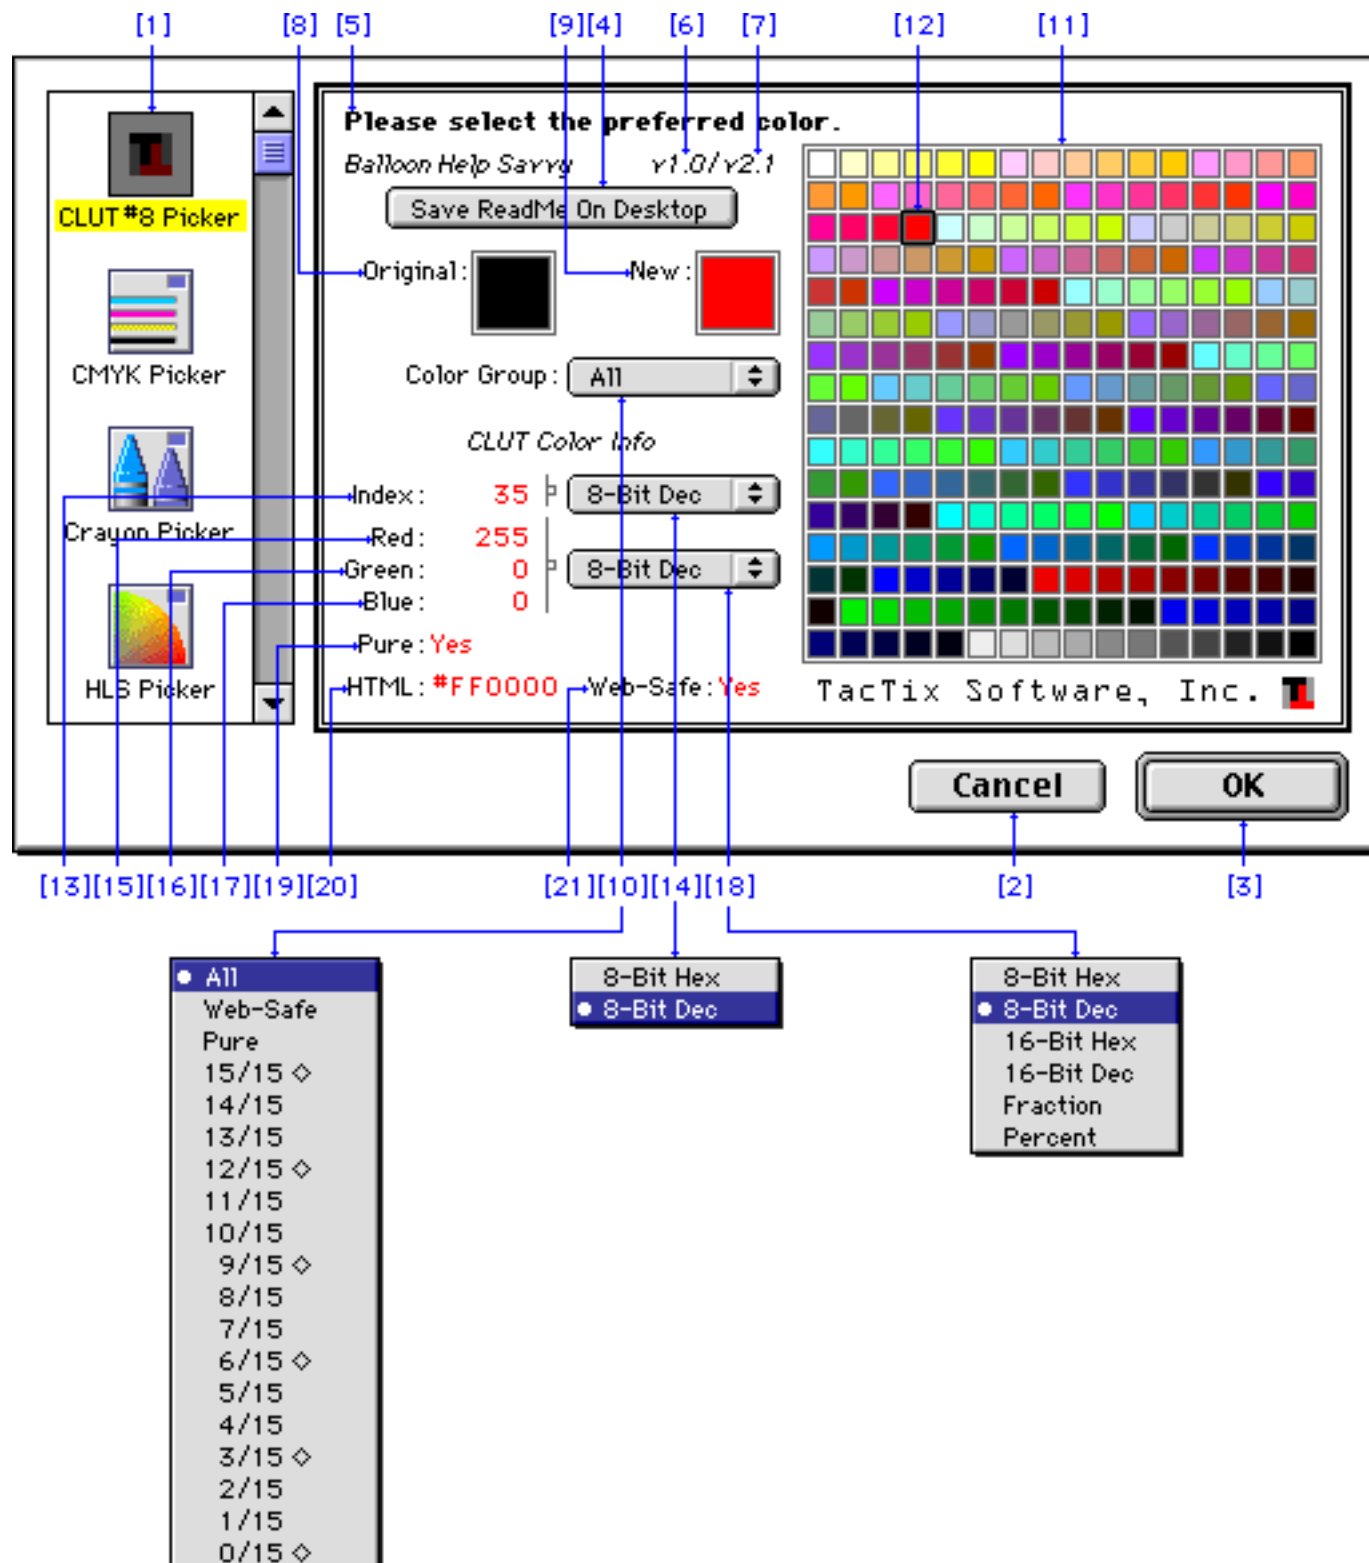 [1] [8] [5] [9][4] [6] [7] [12] [11]
Please select the preferred color.
Balloon Help Savvy v1.0/v2.1
Save ReadMe On Desktop
CLUT#8 Picker
Original: New:
CMYK Picker
Color Group: All
CLUT Color Info
Index: 35 8-Bit Dec
Crayon Picker
Red: 255
Green: 0 8-Bit Dec
Blue: 0
Pure: Yes
HLS Picker
HTML: #FF0000 Web-Safe: Yes
TacTix Software, Inc. TL
Cancel OK
[13][15][16][17][19][20] [21][10][14][18] [2] [3]
All
Web-Safe
Pure
15/15 ◇
14/15
13/15
12/15 ◇
11/15
10/15
9/15 ◇
8/15
7/15
6/15 ◇
5/15
4/15
3/15 ◇
2/15
1/15
0/15 ◇
8-Bit Hex
8-Bit Dec
8-Bit Hex
8-Bit Dec
16-Bit Hex
16-Bit Dec
Fraction
Percent